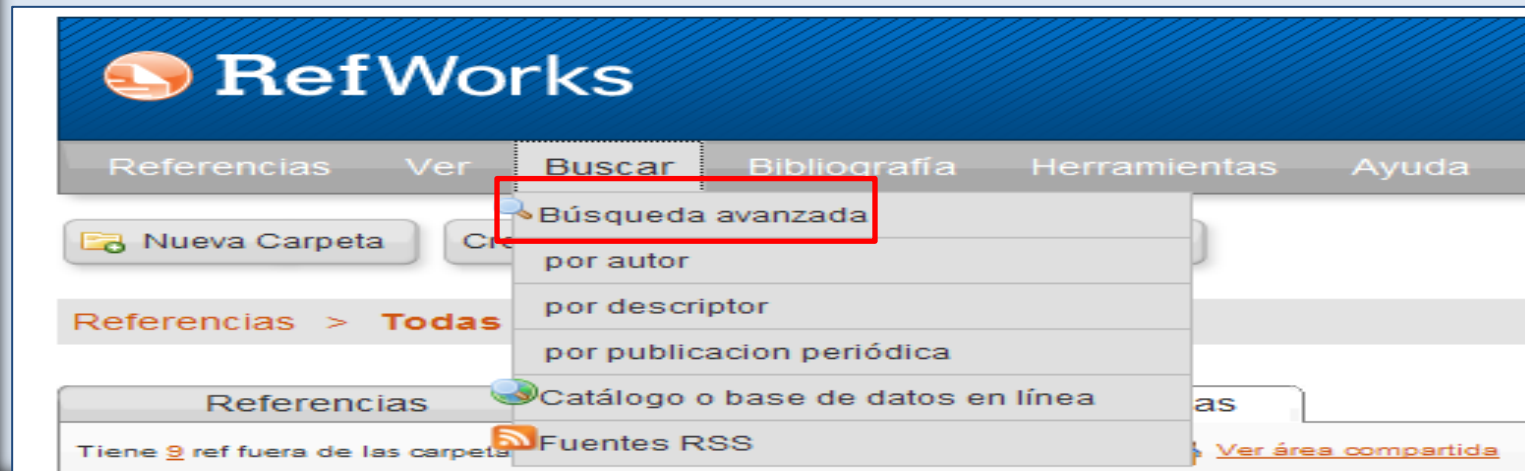 RefWorks
Referencias Ver Buscar Bibliografía Herramientas Ayuda
Búsqueda avanzada
Nueva Carpeta
por autor
por descriptor
Referencias > Todas
por publicacion periódica
Referencias
Catálogo o base de datos en línea
Tiene 9 ref fuera de las carpeta
Fuentes RSS
Ver área compartida